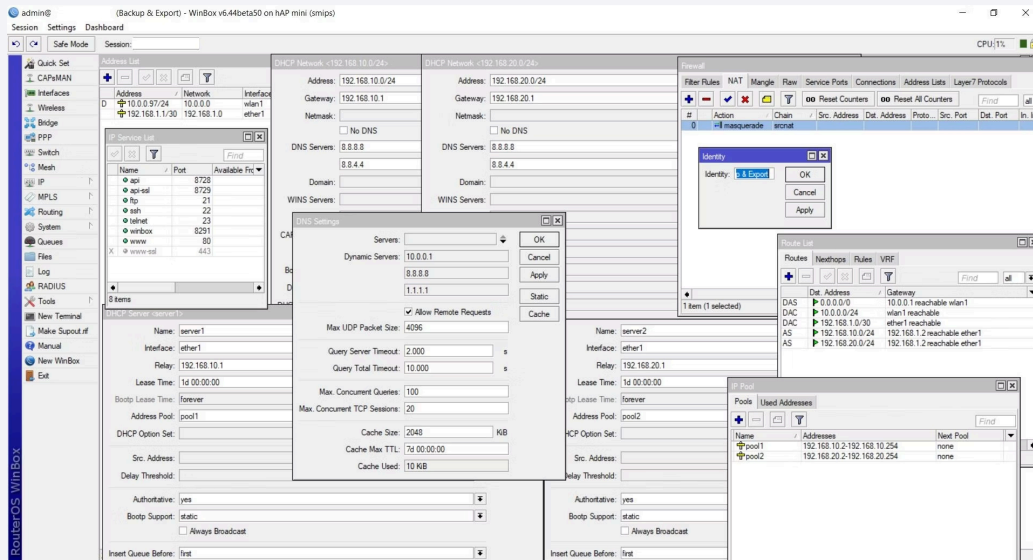 admin@ (Backup & Export) - WinBox v6.44beta50 on hAP mini (smips)
Session Settings Dashboard
Safe Mode Session: CPU: 1%
Quick Set
CAPsMAN
Interfaces
Wireless
Bridge
PPP
Switch
Mesh
IP
MPLS
Routing
System
Queues
Files
Log
RADIUS
Tools
New Terminal
Make Supout.rif
Manual
New WinBox
Exit
RouterOS WinBox
Address List
Address Network Interface
D 10.0.0.97/24 10.0.0.0 wlan1
192.168.1.1/30 192.168.1.0 ether1
IP Service List
Find
Name Port Available Frc
api 8728
api-ssl 8729
ftp 21
ssh 22
telnet 23
winbox 8291
www 80
X www-ssl 443
8 items
DHCP Network <192.168.10.0/24>
Address: 192.168.10.0/24
Gateway: 192.168.10.1
Netmask:
No DNS
DNS Servers: 8.8.8.8
8.8.4.4
Domain:
WINS Servers:
DHCP Network <192.168.20.0/24>
Address: 192.168.20.0/24
Gateway: 192.168.20.1
Netmask:
No DNS
DNS Servers: 8.8.8.8
8.8.4.4
Domain:
WINS Servers:
DNS Settings
Servers: OK
Dynamic Servers: 10.0.0.1 Cancel
8.8.8.8 Apply
1.1.1.1 Static
Allow Remote Requests Cache
Max UDP Packet Size: 4096
Query Server Timeout: 2.000 s
Query Total Timeout: 10.000 s
Max. Concurrent Queries: 100
Max. Concurrent TCP Sessions: 20
Cache Size: 2048 KiB
Cache Max TTL: 7d 00:00:00
Cache Used: 10 KiB
DHCP Server <server1>
Name: server1
Interface: ether1
Relay: 192.168.10.1
Lease Time: 1d 00:00:00
Bootp Lease Time: forever
Address Pool: pool1
DHCP Option Set:
Src. Address:
Delay Threshold:
Authoritative: yes
Bootp Support: static
Always Broadcast
Insert Queue Before: first
Name: server2
Interface: ether1
Relay: 192.168.20.1
Lease Time: 1d 00:00:00
otp Lease Time: forever
Address Pool: pool2
HCP Option Set:
Src. Address:
Delay Threshold:
Authoritative: yes
Bootp Support: static
Always Broadcast
Insert Queue Before: first
Firewall
Filter Rules NAT Mangle Raw Service Ports Connections Address Lists Layer7 Protocols
00 Reset Counters 00 Reset All Counters Find all
# Action Chain Src. Address Dst. Address Proto... Src. Port Dst. Port In. I
0 masquerade srcnat
1 item (1 selected)
Identity
Identity: p & Export OK
Cancel
Apply
Route List
Routes Nexthops Rules VRF
Find all
Dst. Address Gateway
DAS 0.0.0.0/0 10.0.0.1 reachable wlan1
DAC 10.0.0.0/24 wlan1 reachable
DAC 192.168.1.0/30 ether1 reachable
AS 192.168.10.0/24 192.168.1.2 reachable ether1
AS 192.168.20.0/24 192.168.1.2 reachable ether1
IP Pool
Pools Used Addresses
Find
Name Addresses Next Pool
pool1 192.168.10.2-192.168.10.254 none
pool2 192.168.20.2-192.168.20.254 none